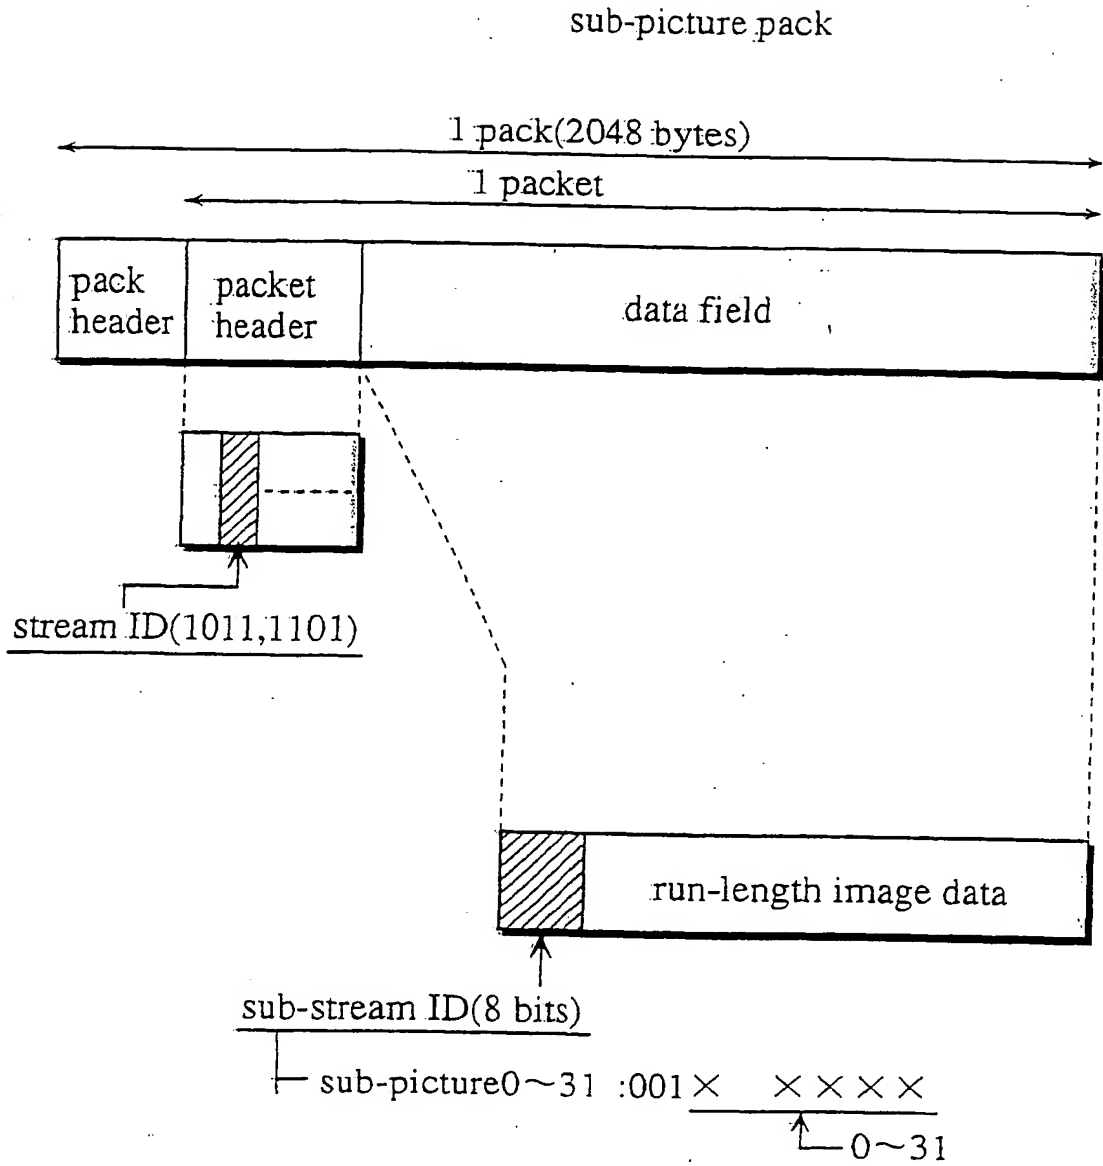 sub-picture pack
1 pack(2048 bytes)
1 packet
pack
header
packet
header
data field
stream ID(1011,1101)
run-length image data
sub-stream ID(8 bits)
sub-picture0~31 :001× ××××
0~31